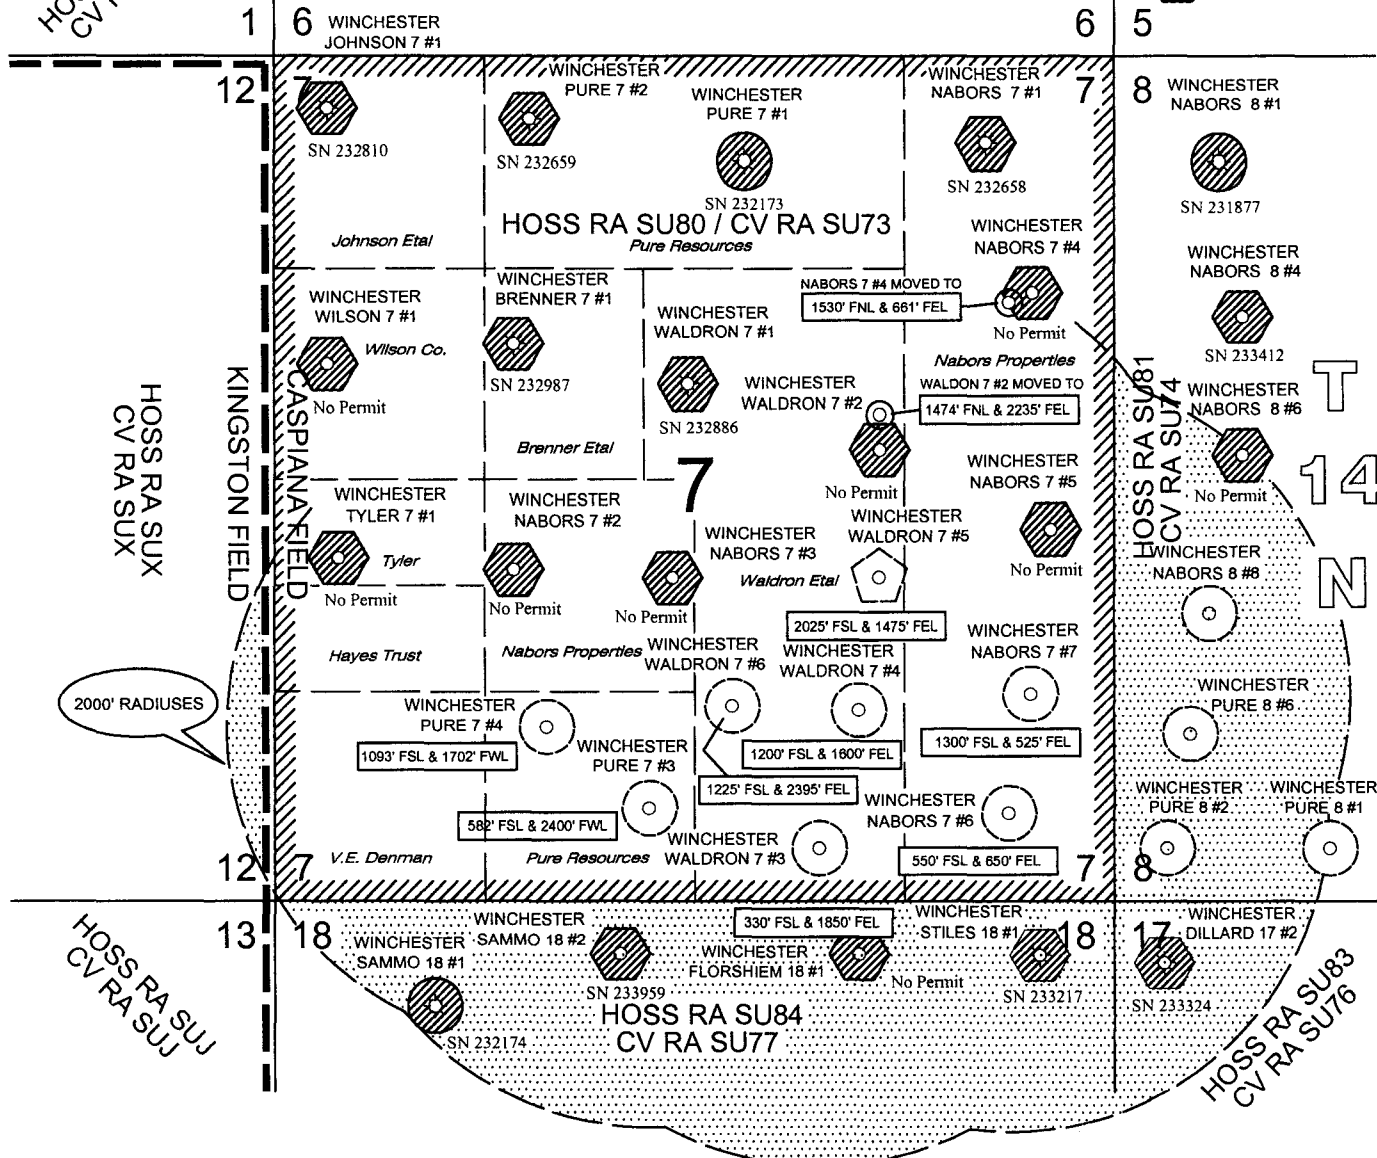 HOSS RA
CV R
1
6
WINCHESTER
JOHNSON 7 #1
6
5
12
7
WINCHESTER
PURE 7 #2
WINCHESTER
PURE 7 #1
WINCHESTER
NABORS 7 #1
7
8
WINCHESTER
NABORS 8 #1
SN 232810
SN 232659
SN 232173
SN 232658
SN 231877
HOSS RA SU80 / CV RA SU73
Johnson Etal
Pure Resources
WINCHESTER
NABORS 7 #4
WINCHESTER
NABORS 8 #4
WINCHESTER
WILSON 7 #1
WINCHESTER
BRENNER 7 #1
NABORS 7 #4 MOVED TO
1530' FNL & 661' FEL
WINCHESTER
WALDRON 7 #1
No Permit
SN 233412
Wilson Co.
SN 232987
No Permit
Nabors Properties
WALDON 7 #2 MOVED TO
1474' FNL & 2235' FEL
WINCHESTER
WALDRON 7 #2
SN 232886
WINCHESTER
NABORS 8 #6
No Permit
HOSS RA SUX
CV RA SUX
KINGSTON FIELD
CASPIANA FIELD
HOSS RA SU81
CV RA SU74
T
14
N
Brenner Etal
7
No Permit
WINCHESTER
NABORS 7 #5
WINCHESTER
TYLER 7 #1
WINCHESTER
NABORS 7 #2
WINCHESTER
NABORS 7 #3
WINCHESTER
WALDRON 7 #5
Tyler
Waldron Etal
No Permit
WINCHESTER
NABORS 8 #8
No Permit
No Permit
No Permit
2025' FSL & 1475' FEL
Hayes Trust
Nabors Properties
WINCHESTER
WALDRON 7 #6
WINCHESTER
WALDRON 7 #4
WINCHESTER
NABORS 7 #7
2000' RADIUSES
WINCHESTER
PURE 7 #4
1093' FSL & 1702' FWL
WINCHESTER
PURE 7 #3
1200' FSL & 1600' FEL
1300' FSL & 525' FEL
WINCHESTER
PURE 8 #6
1225' FSL & 2395' FEL
582' FSL & 2400' FWL
WINCHESTER
NABORS 7 #6
WINCHESTER
PURE 8 #2
WINCHESTER
PURE 8 #1
WINCHESTER
WALDRON 7 #3
550' FSL & 650' FEL
V.E. Denman
Pure Resources
12
7
7
8
13
18
WINCHESTER
SAMMO 18 #1
WINCHESTER
SAMMO 18 #2
330' FSL & 1850' FEL
WINCHESTER
FLORSHIEM 18 #1
No Permit
WINCHESTER
STILES 18 #1
18
17
WINCHESTER
DILLARD 17 #2
SN 233959
SN 233217
SN 233324
HOSS RA SUJ
CV RA SUJ
SN 232174
HOSS RA SU84
CV RA SU77
HOSS RA SU83
CV RA SU76